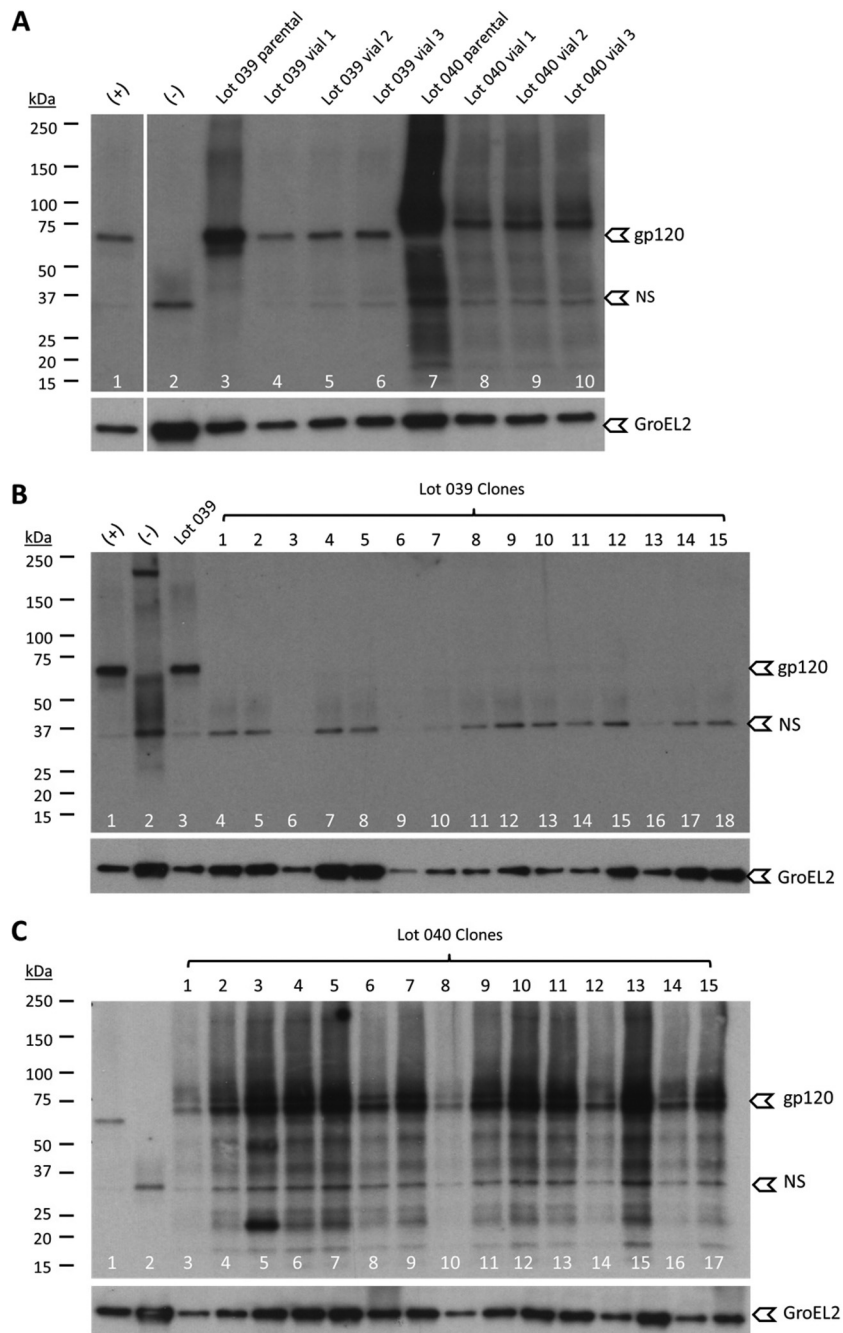 A
kDa
(+)
(-)
Lot 039 parental
Lot 039 vial 1
Lot 039 vial 2
Lot 039 vial 3
Lot 040 parental
Lot 040 vial 1
Lot 040 vial 2
Lot 040 vial 3
250
150
100
75
50
37
25
20
15
gp120
NS
1 2 3 4 5 6 7 8 9 10
GroEL2
B
Lot 039 Clones
kDa
(+)
(-)
Lot 039
1 2 3 4 5 6 7 8 9 10 11 12 13 14 15
250
150
100
75
50
37
25
20
15
gp120
NS
1 2 3 4 5 6 7 8 9 10 11 12 13 14 15 16 17 18
GroEL2
C
Lot 040 Clones
kDa
1 2 3 4 5 6 7 8 9 10 11 12 13 14 15
250
150
100
75
50
37
25
20
15
gp120
NS
1 2 3 4 5 6 7 8 9 10 11 12 13 14 15 16 17
GroEL2